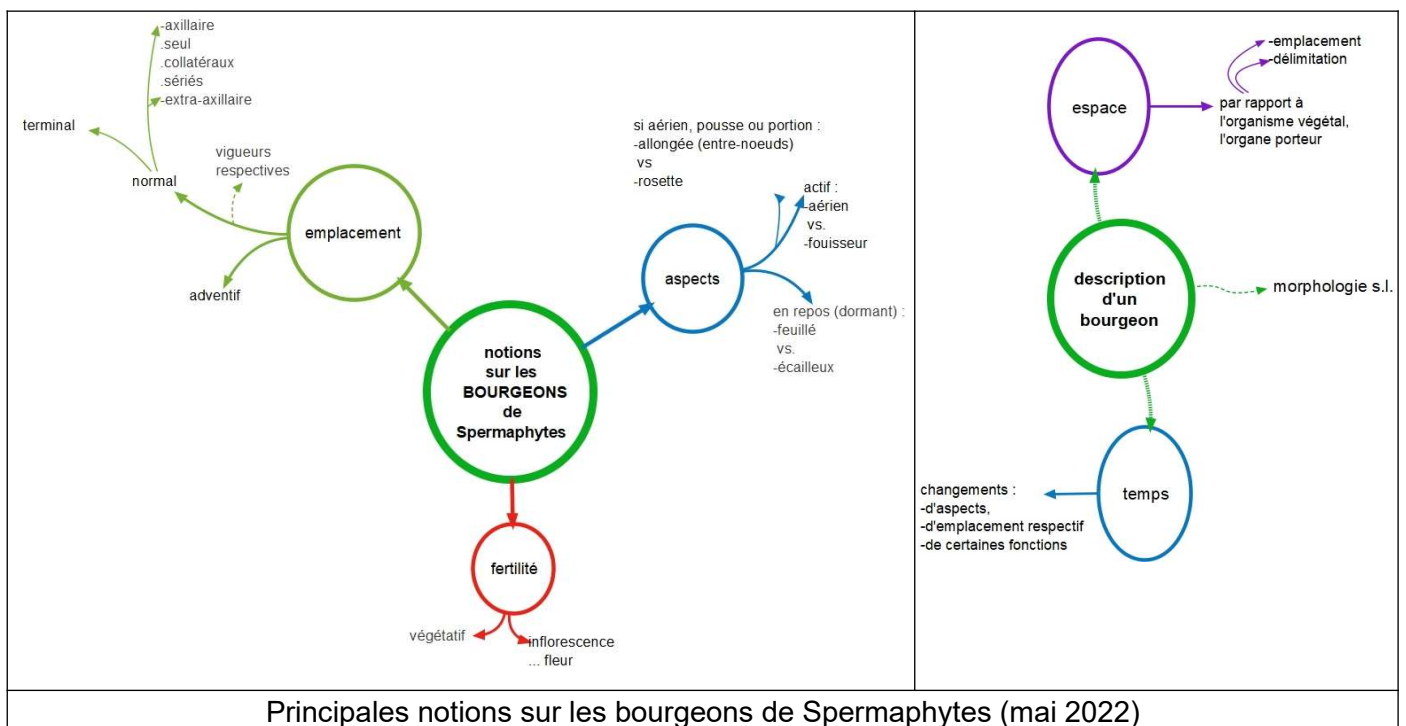 -axillaire
.seul
.collatéraux
.sériés
-extra-axillaire
terminal
normal
vigueurs
respectives
emplacement
adventif
si aérien, pousse ou portion :
-allongée (entre-noeuds)
vs
-rosette
actif :
-aérien
vs.
-fouisseur
aspects
en repos (dormant) :
-feuillé
vs.
-écailleux
notions
sur les
BOURGEONS
de
Spermaphytes
fertilité
végétatif
inflorescence
... fleur
espace
-emplacement
-délimitation
par rapport à
l'organisme végétal,
l'organe porteur
description
d'un
bourgeon
morphologie s.l.
temps
changements :
-d'aspects,
-d'emplacement respectif
-de certaines fonctions
Principales notions sur les bourgeons de Spermaphytes (mai 2022)